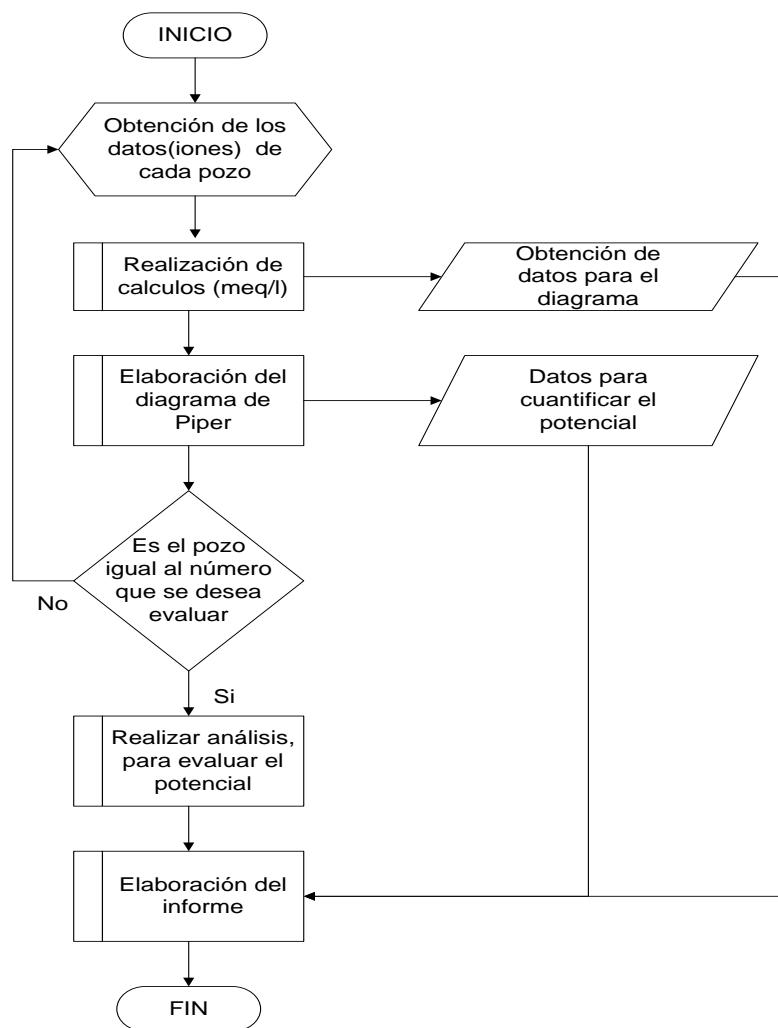 INICIO
Obtención de los
datos(iones) de
cada pozo
Realización de
calculos (meq/l)
Obtención de
datos para el
diagrama
Elaboración del
diagrama de
Piper
Datos para
cuantificar el
potencial
Es el pozo
igual al número
que se desea
evaluar
No
Si
Realizar análisis,
para evaluar el
potencial
Elaboración del
informe
FIN